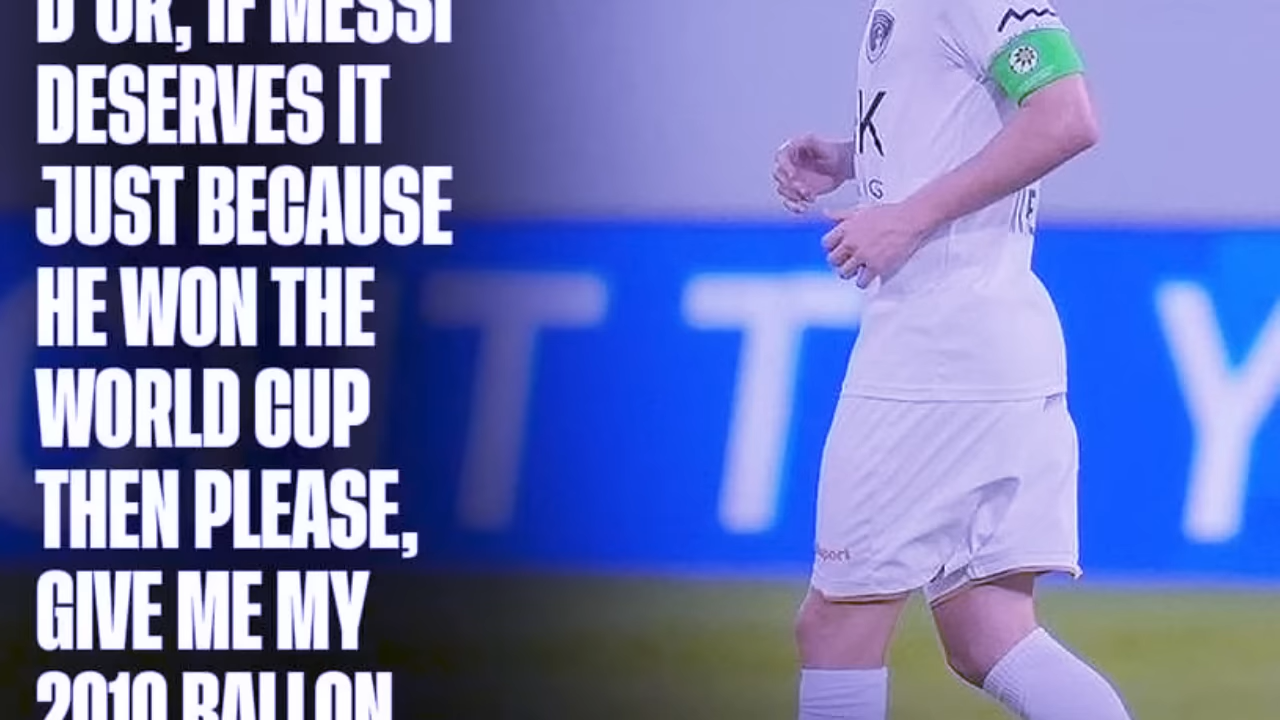 D'OR, IF MESSI
DESERVES IT
JUST BECAUSE
HE WON THE
WORLD CUP
THEN PLEASE,
GIVE ME MY
2010 BALLON
K
T T Y
sport